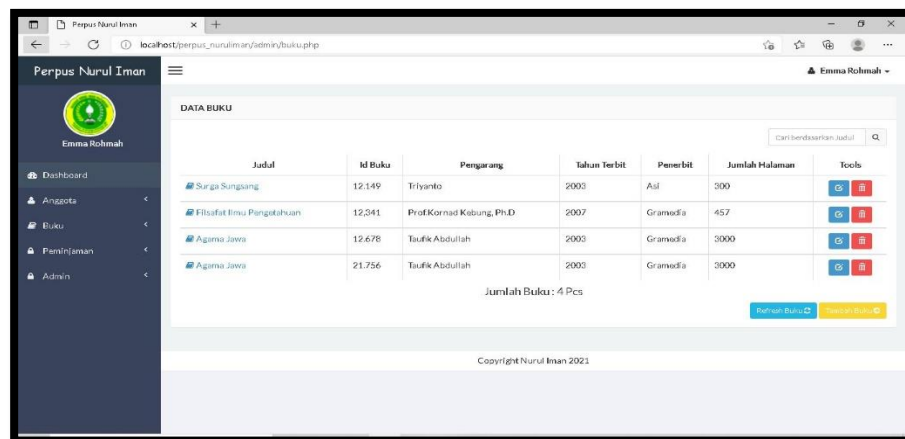 Perpus Nurul Iman
localhost/perpus_nuruliman/admin/buku.php
Perpus Nurul Iman
Emma Rohmah
Emma Rohmah
Dashboard
Anggota
Buku
Peminjaman
Admin
DATA BUKU
Cari berdasarkan Judul
Judul Id Buku Pengarang Tahun Terbit Penerbit Jumlah Halaman Tools
Surga Sungsang 12.149 Triyanto 2003 Asi 300
Filsafat Ilmu Pengetahuan 12,341 Prof.Kornad Kebung, Ph.D 2007 Gramedia 457
Agama Jawa 12.678 Taufik Abdullah 2003 Gramedia 3000
Agama Jawa 21.756 Taufik Abdullah 2003 Gramedia 3000
Jumlah Buku : 4 Pcs
Refresh Buku Tambah Buku
Copyright Nurul Iman 2021